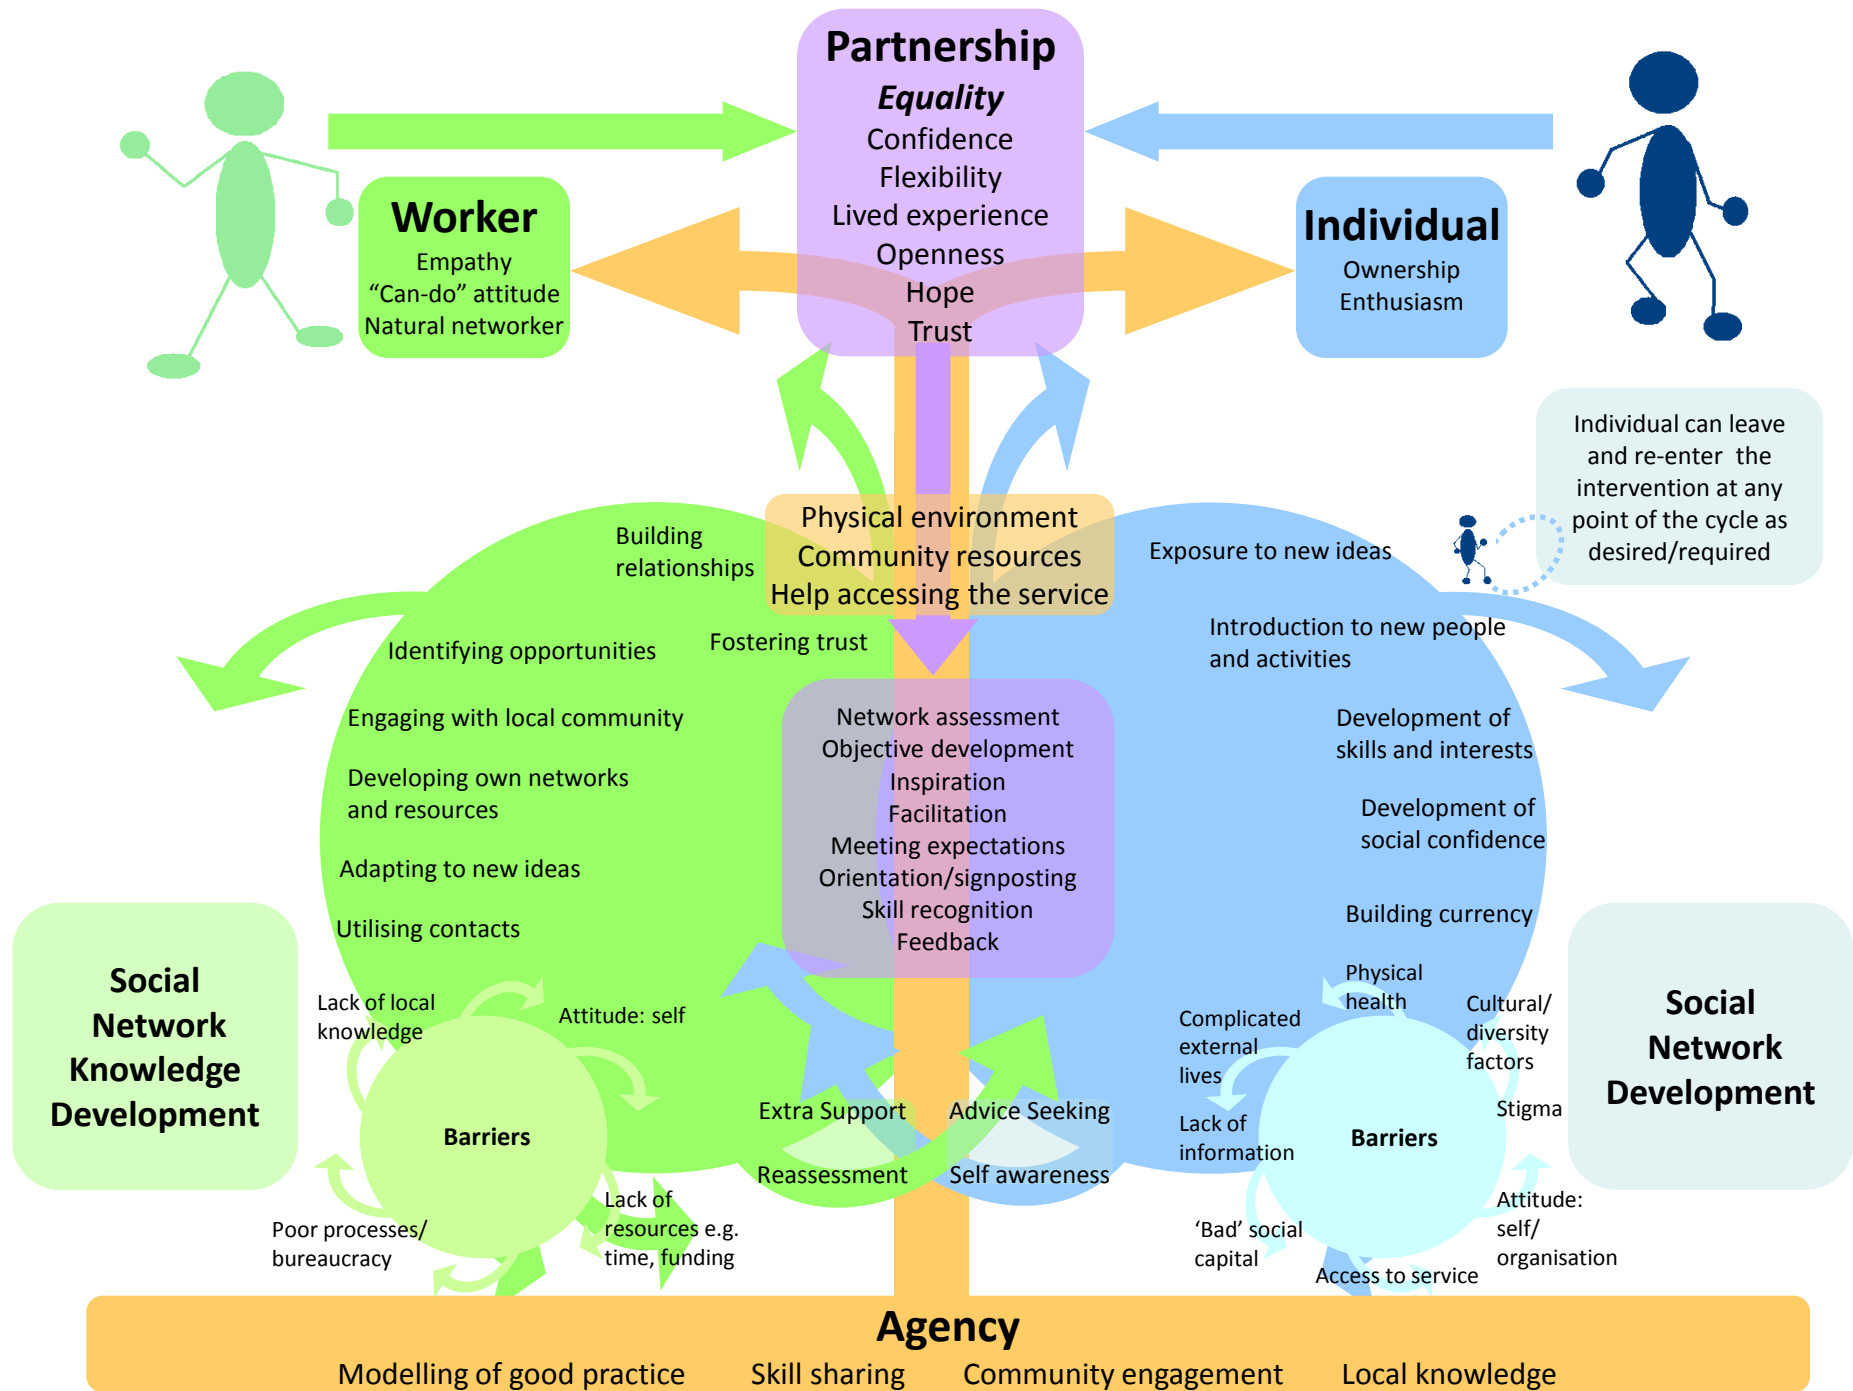 Partnership
Equality
Confidence
Flexibility
Lived experience
Openness
Hope
Trust
Worker
Empathy
“Can-do” attitude
Natural networker
Individual
Ownership
Enthusiasm
Individual can leave
and re-enter the
intervention at any
point of the cycle as
desired/required
Physical environment
Community resources
Help accessing the service
Building
relationships
Fostering trust
Identifying opportunities
Engaging with local community
Developing own networks
and resources
Adapting to new ideas
Utilising contacts
Exposure to new ideas
Introduction to new people
and activities
Development of
skills and interests
Development of
social confidence
Building currency
Network assessment
Objective development
Inspiration
Facilitation
Meeting expectations
Orientation/signposting
Skill recognition
Feedback
Social
Network
Knowledge
Development
Lack of local
knowledge
Attitude: self
Barriers
Poor processes/
bureaucracy
Lack of
resources e.g.
time, funding
Extra Support
Advice Seeking
Reassessment
Self awareness
Physical
health
Cultural/
diversity
factors
Complicated
external
lives
Stigma
Lack of
information
Barriers
Attitude:
self/
organisation
‘Bad’ social
capital
Access to service
Social
Network
Development
Agency
Modelling of good practice Skill sharing Community engagement Local knowledge